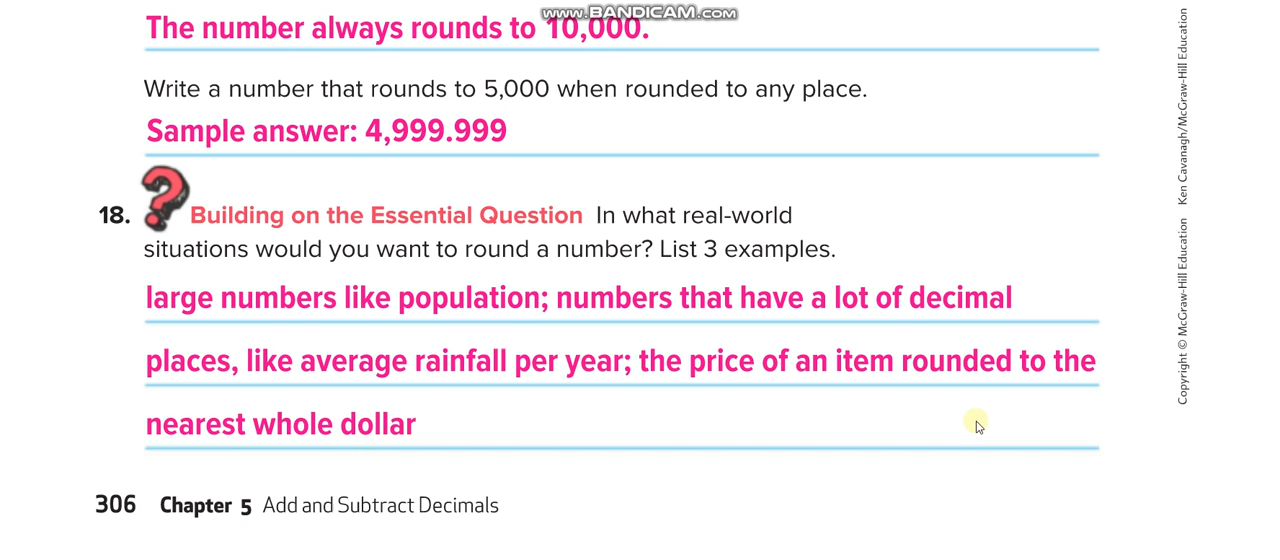 www.BANDICAM.com
The number always rounds to 10,000.
Write a number that rounds to 5,000 when rounded to any place.
Sample answer: 4,999.999
18. Building on the Essential Question In what real-world
situations would you want to round a number? List 3 examples.
large numbers like population; numbers that have a lot of decimal
places, like average rainfall per year; the price of an item rounded to the
nearest whole dollar
306 Chapter 5 Add and Subtract Decimals
Copyright © McGraw-Hill Education Ken Cavanagh/McGraw-Hill Education